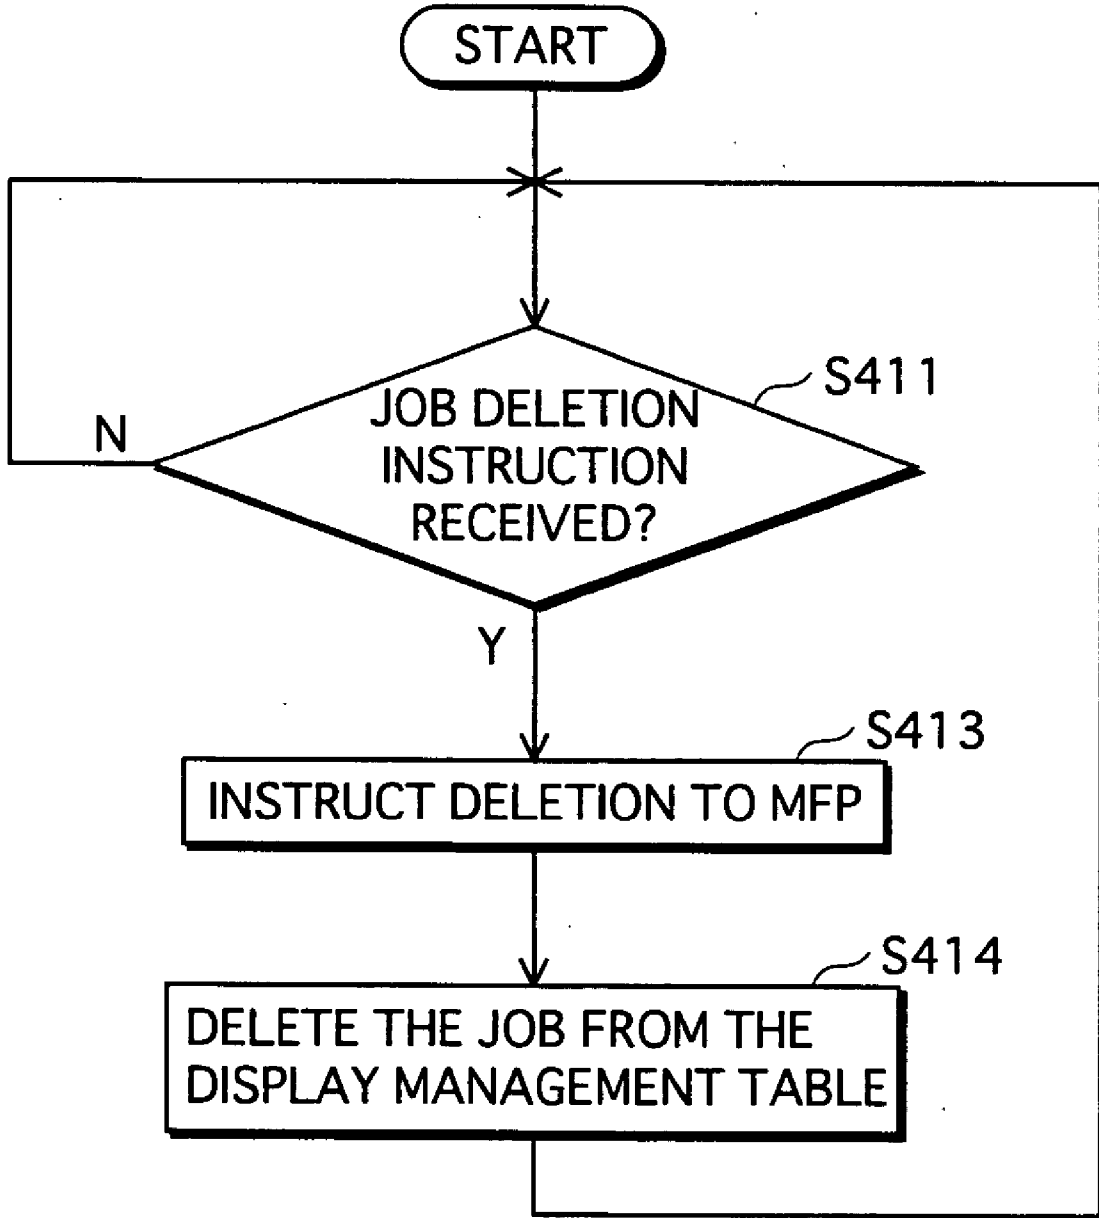 START
S411
JOB DELETION
INSTRUCTION
RECEIVED?
N
Y
S413
INSTRUCT DELETION TO MFP
S414
DELETE THE JOB FROM THE
DISPLAY MANAGEMENT TABLE